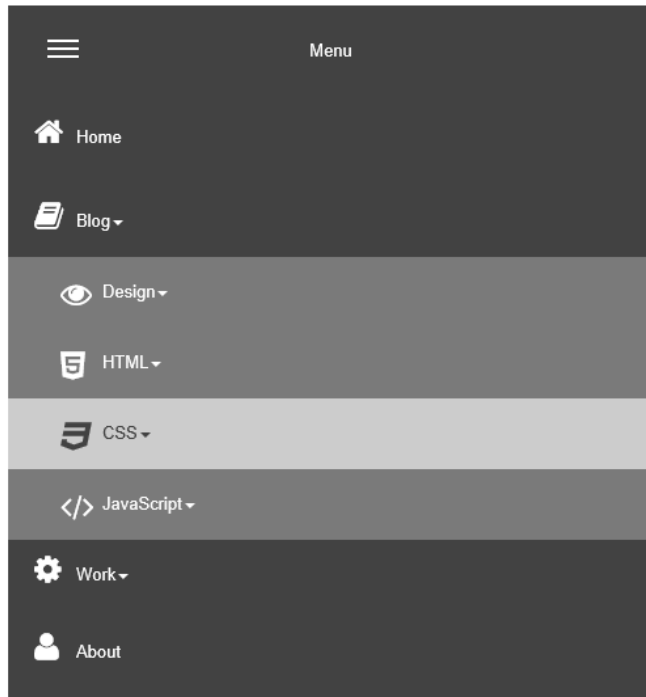 Menu
Home
Blog
Design
HTML
CSS
JavaScript
Work
About